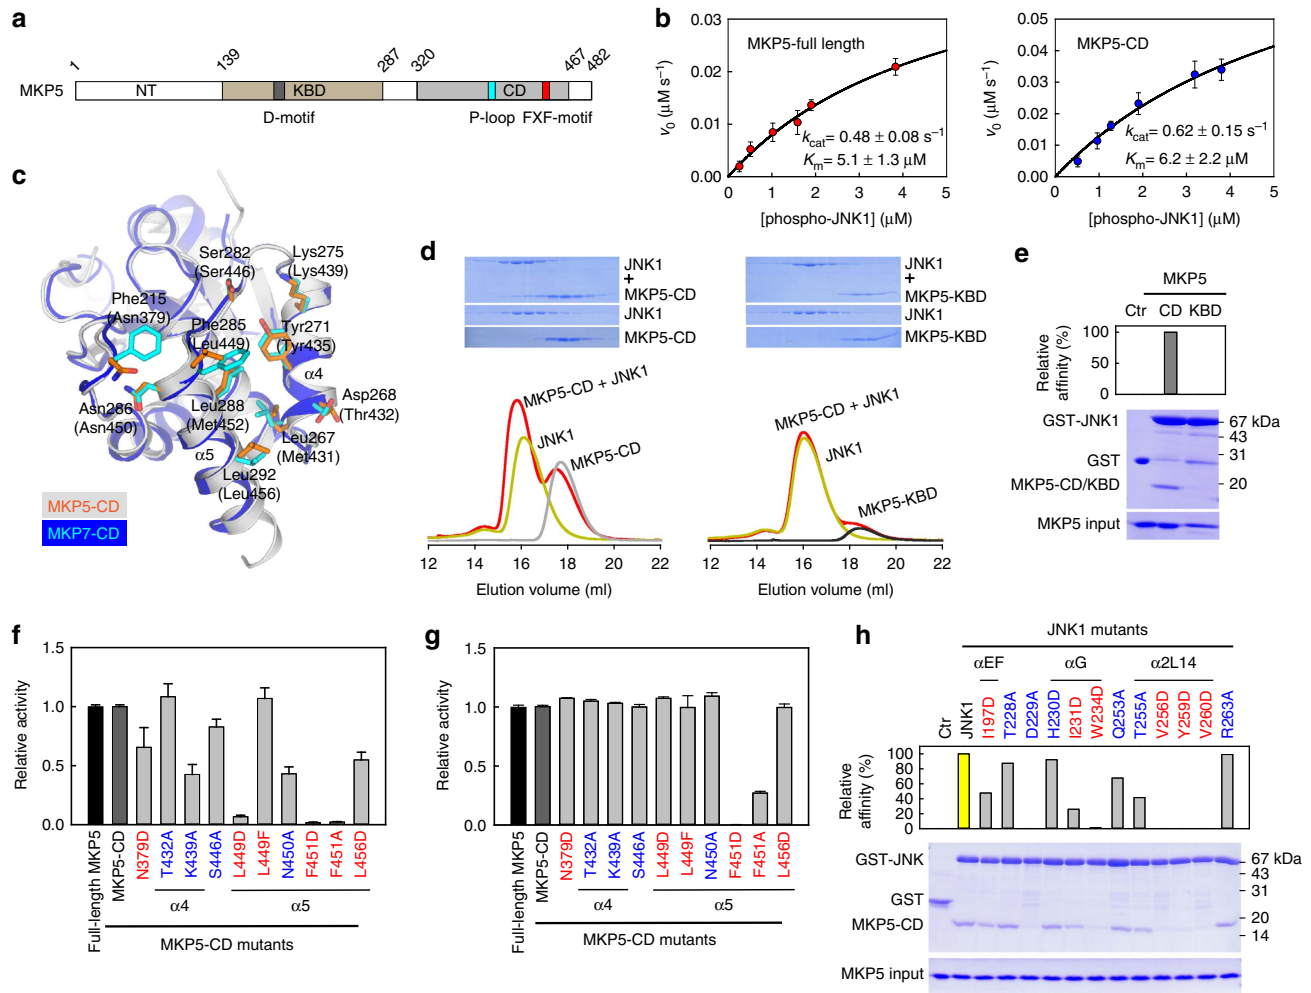 a
1
139
287
320
467
482
MKP5
NT
KBD
CD
D-motif
P-loop
FXF-motif
b
0.03
0.02
0.01
0.00
v0 (μM s−1)
MKP5-full length
kcat= 0.48 ± 0.08 s−1
Km= 5.1 ± 1.3 μM
0 1 2 3 4 5
[phospho-JNK1] (μM)
0.05
0.04
0.03
0.02
0.01
0.00
v0 (μM s−1)
MKP5-CD
kcat= 0.62 ± 0.15 s−1
Km= 6.2 ± 2.2 μM
0 1 2 3 4 5
[phospho-JNK1] (μM)
c
Ser282
(Ser446)
Lys275
(Lys439)
Phe215
(Asn379)
Phe285
(Leu449)
Tyr271
(Tyr435)
α4
Asp268
(Thr432)
Asn286
(Asn450)
Leu288
(Met452)
Leu267
(Met431)
α5
Leu292
(Leu456)
MKP5-CD
MKP7-CD
d
JNK1
+
MKP5-CD
JNK1
MKP5-CD
JNK1
+
MKP5-KBD
JNK1
MKP5-KBD
MKP5-CD + JNK1
JNK1
MKP5-CD
12 14 16 18 20 22
Elution volume (ml)
MKP5-CD + JNK1
JNK1
MKP5-KBD
12 14 16 18 20 22
Elution volume (ml)
e
MKP5
Ctr CD KBD
100
50
0
Relative
affinity (%)
GST-JNK1
GST
MKP5-CD/KBD
MKP5 input
67 kDa
43
31
20
f
1.5
1.0
0.5
0.0
Relative activity
Full-length MKP5
MKP5-CD
N379D
T432A
K439A
S446A
L449D
L449F
N450A
F451D
F451A
L456D
α4
α5
MKP5-CD mutants
g
1.5
1.0
0.5
0.0
Relative activity
Full-length MKP5
MKP5-CD
N379D
T432A
K439A
S446A
L449D
L449F
N450A
F451D
F451A
L456D
α4
α5
MKP5-CD mutants
h
JNK1 mutants
αEF
αG
α2L14
Ctr
JNK1
I197D
T228A
D229A
H230D
I231D
W234D
Q253A
T255A
V256D
Y259D
V260D
R263A
100
80
60
40
20
0
Relative
affinity (%)
GST-JNK
GST
MKP5-CD
MKP5 input
67 kDa
43
31
20
14